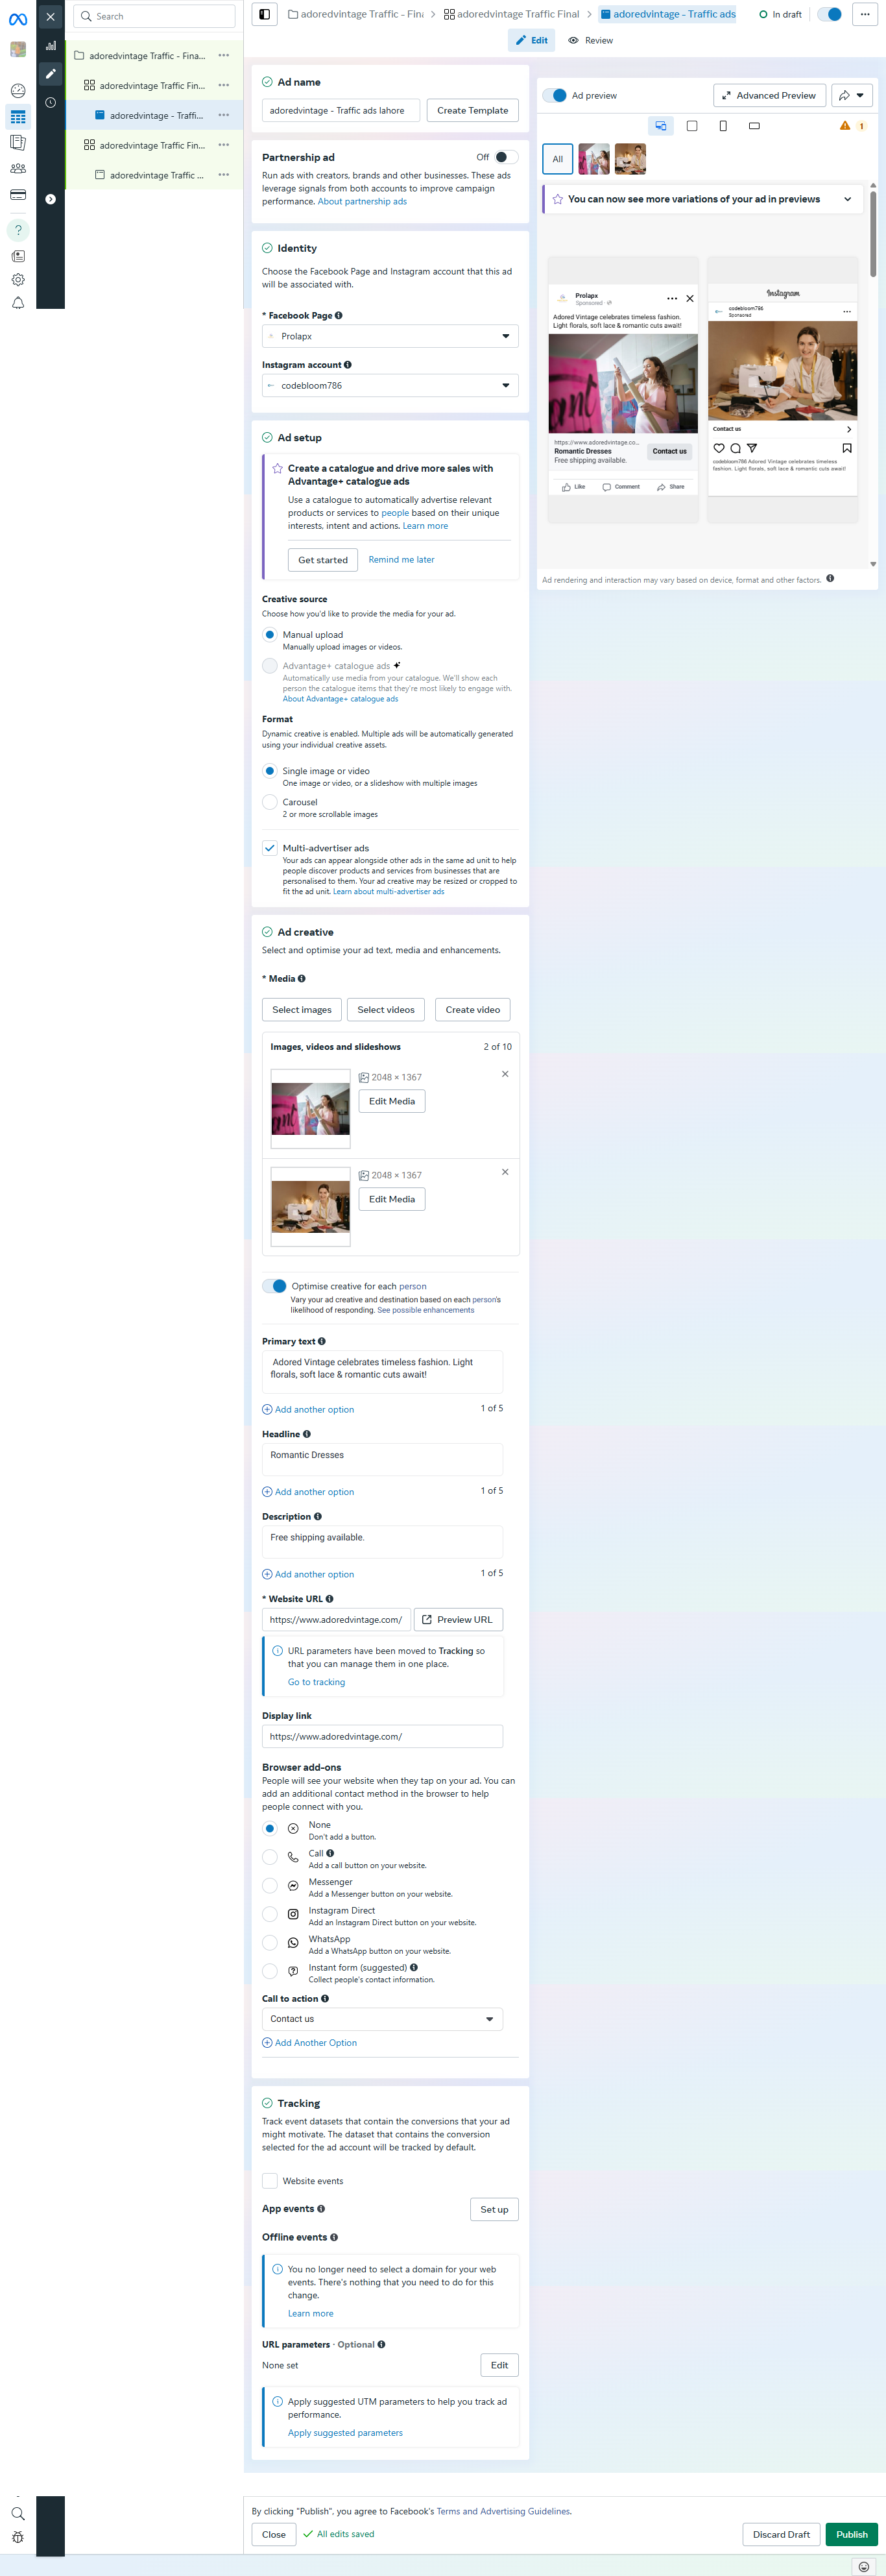 Search
adoredvintage Traffic - Fina...
adoredvintage Traffic Fin...
adoredvintage - Traffi...
adoredvintage Traffic Fin...
adoredvintage Traffic ...
adoredvintage Traffic - Fin
adoredvintage Traffic Final
adoredvintage - Traffic ads
In draft
Edit
Review
Ad name
adoredvintage - Traffic ads lahore
Create Template
Partnership ad
Off
Run ads with creators, brands and other businesses. These ads
leverage signals from both accounts to improve campaign
performance. About partnership ads
Identity
Choose the Facebook Page and Instagram account that this ad
will be associated with.
* Facebook Page
Prolapx
Instagram account
codebloom786
Ad setup
Create a catalogue and drive more sales with
Advantage+ catalogue ads
Use a catalogue to automatically advertise relevant
products or services to people based on their unique
interests, intent and actions. Learn more
Get started
Remind me later
Creative source
Choose how you'd like to provide the media for your ad.
Manual upload
Manually upload images or videos.
Advantage+ catalogue ads
Automatically use media from your catalogue. We'll show each
person the catalogue items that they're most likely to engage with.
About Advantage+ catalogue ads
Format
Dynamic creative is enabled. Multiple ads will be automatically generated
using your individual creative assets.
Single image or video
One image or video, or a slideshow with multiple images
Carousel
2 or more scrollable images
Multi-advertiser ads
Your ads can appear alongside other ads in the same ad unit to help
people discover products and services from businesses that are
personalised to them. Your ad creative may be resized or cropped to
fit the ad unit. Learn about multi-advertiser ads
Ad creative
Select and optimise your ad text, media and enhancements.
* Media
Select images
Select videos
Create video
Images, videos and slideshows
2 of 10
2048 × 1367
Edit Media
2048 × 1367
Edit Media
Optimise creative for each person
Vary your ad creative and destination based on each person's
likelihood of responding. See possible enhancements
Primary text
Adored Vintage celebrates timeless fashion. Light
florals, soft lace & romantic cuts await!
Add another option
1 of 5
Headline
Romantic Dresses
Add another option
1 of 5
Description
Free shipping available.
Add another option
1 of 5
* Website URL
https://www.adoredvintage.com/
Preview URL
URL parameters have been moved to Tracking so
that you can manage them in one place.
Go to tracking
Display link
https://www.adoredvintage.com/
Browser add-ons
People will see your website when they tap on your ad. You can
add an additional contact method in the browser to help
people connect with you.
None
Don't add a button.
Call
Add a call button on your website.
Messenger
Add a Messenger button on your website.
Instagram Direct
Add an Instagram Direct button on your website.
WhatsApp
Add a WhatsApp button on your website.
Instant form (suggested)
Collect people's contact information.
Call to action
Contact us
Add Another Option
Tracking
Track event datasets that contain the conversions that your ad
might motivate. The dataset that contains the conversion
selected for the ad account will be tracked by default.
Website events
App events
Set up
Offline events
You no longer need to select a domain for your web
events. There's nothing that you need to do for this
change.
Learn more
URL parameters · Optional
None set
Edit
Apply suggested UTM parameters to help you track ad
performance.
Apply suggested parameters
Ad preview
Advanced Preview
1
All
You can now see more variations of your ad in previews
Prolapx
Sponsored ·
Adored Vintage celebrates timeless fashion.
Light florals, soft lace & romantic cuts await!
https://www.adoredvintage.co...
Romantic Dresses
Free shipping available.
Contact us
Like
Comment
Share
Instagram
codebloom786
Sponsored
Contact us
codebloom786 Adored Vintage celebrates timeless
fashion. Light florals, soft lace & romantic cuts await!
Ad rendering and interaction may vary based on device, format and other factors.
By clicking "Publish", you agree to Facebook's Terms and Advertising Guidelines.
Close
All edits saved
Discard Draft
Publish